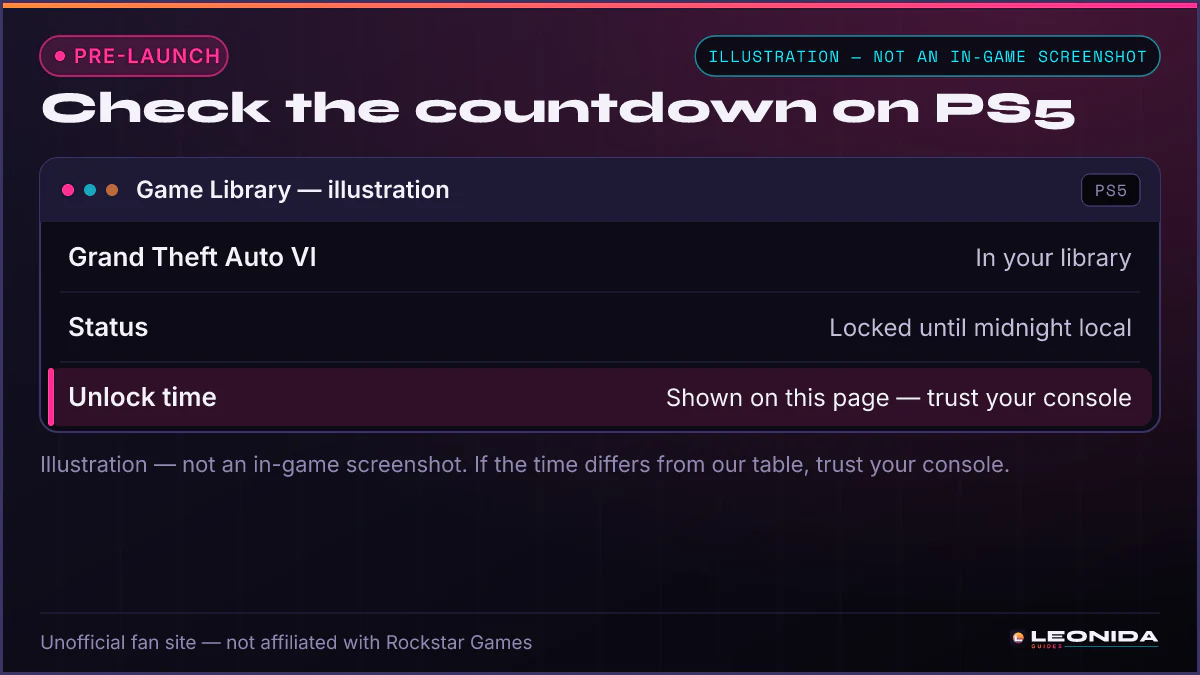 PRE-LAUNCH
ILLUSTRATION — NOT AN IN-GAME SCREENSHOT
Check the countdown on PS5
Game Library — illustration
PS5
Grand Theft Auto VI
In your library
Status
Locked until midnight local
Unlock time
Shown on this page — trust your console
Illustration — not an in-game screenshot. If the time differs from our table, trust your console.
Unofficial fan site — not affiliated with Rockstar Games
LEONIDA
GUIDES